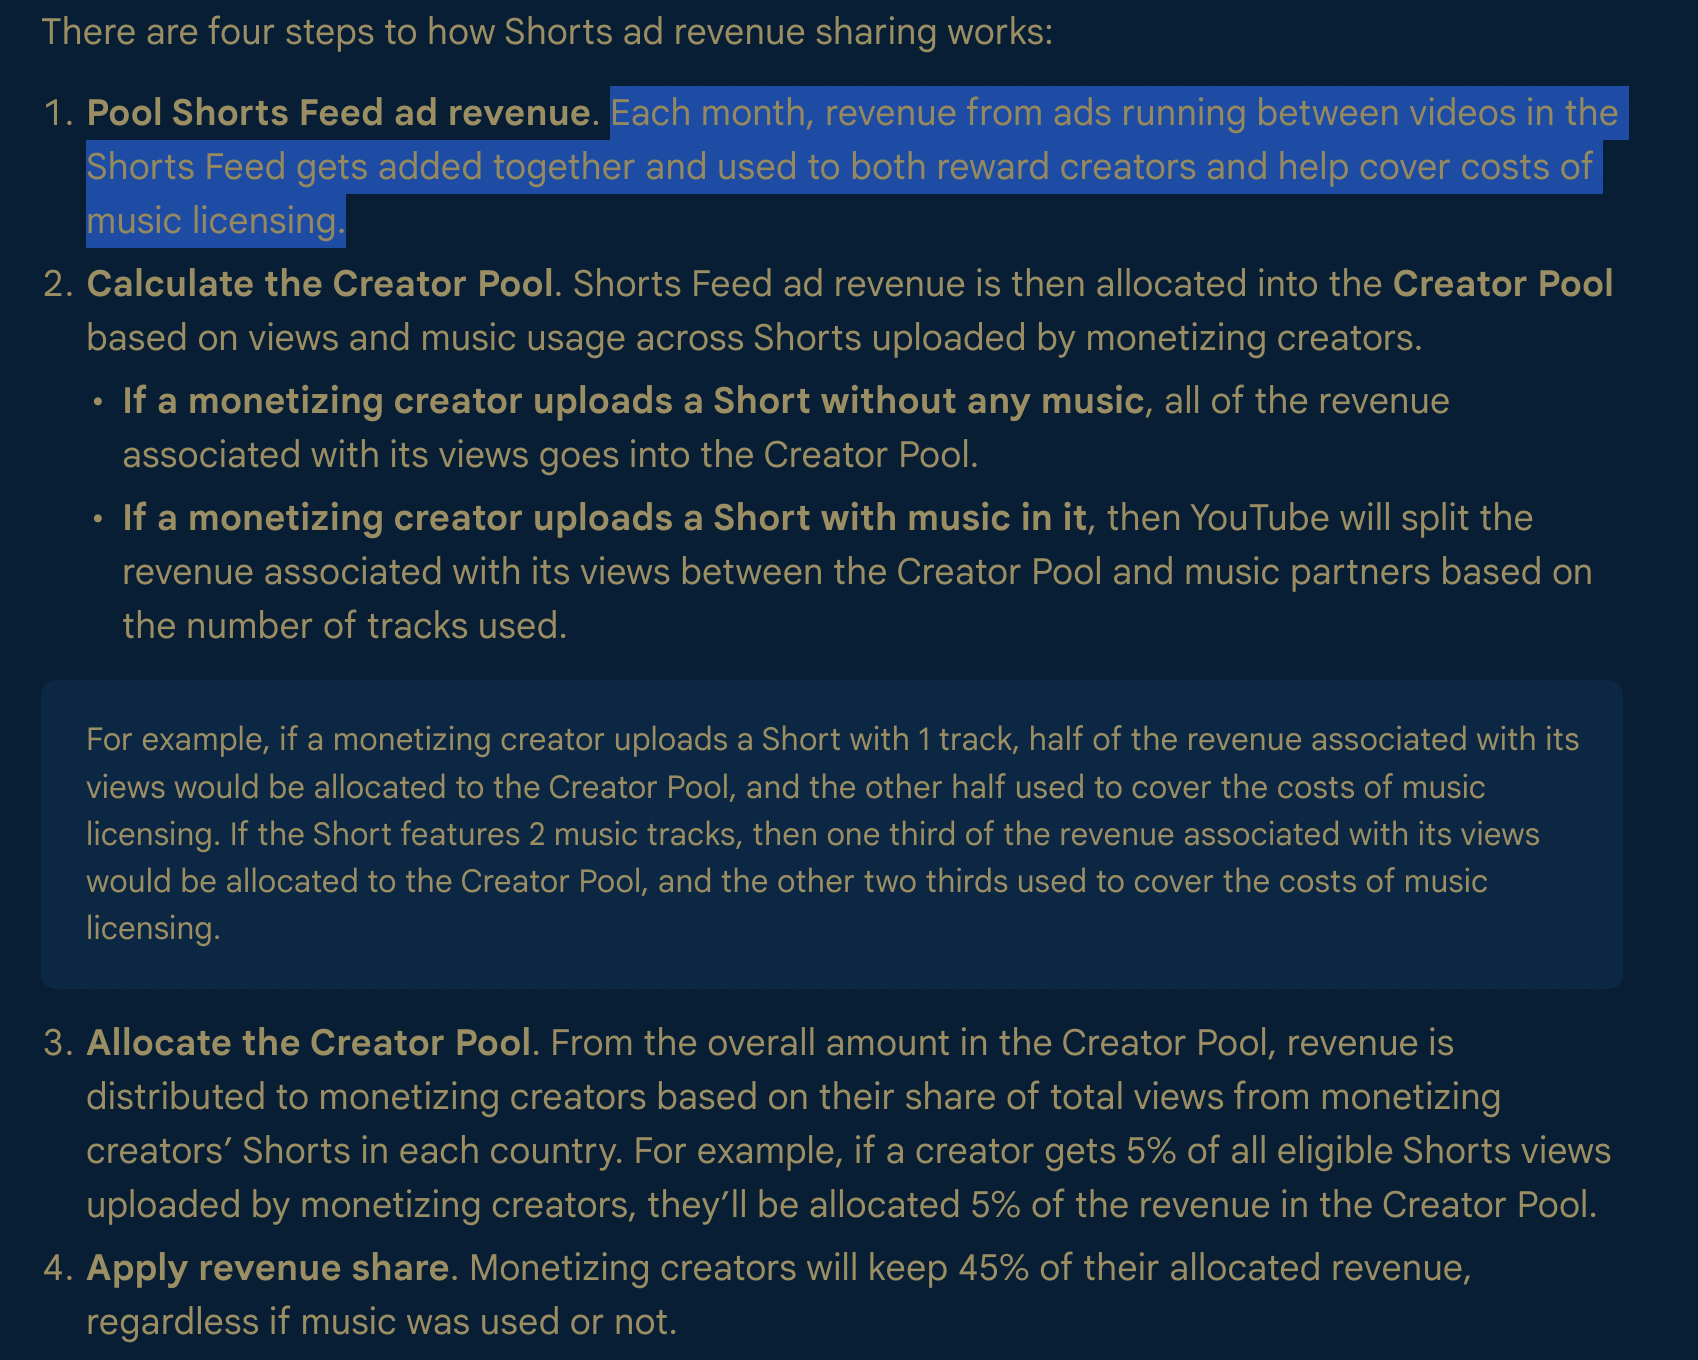 There are four steps to how Shorts ad revenue sharing works:
1. Pool Shorts Feed ad revenue. Each month, revenue from ads running between videos in the
Shorts Feed gets added together and used to both reward creators and help cover costs of
music licensing.
2. Calculate the Creator Pool. Shorts Feed ad revenue is then allocated into the Creator Pool
based on views and music usage across Shorts uploaded by monetizing creators.
• If a monetizing creator uploads a Short without any music, all of the revenue
associated with its views goes into the Creator Pool.
• If a monetizing creator uploads a Short with music in it, then YouTube will split the
revenue associated with its views between the Creator Pool and music partners based on
the number of tracks used.
For example, if a monetizing creator uploads a Short with 1 track, half of the revenue associated with its
views would be allocated to the Creator Pool, and the other half used to cover the costs of music
licensing. If the Short features 2 music tracks, then one third of the revenue associated with its views
would be allocated to the Creator Pool, and the other two thirds used to cover the costs of music
licensing.
3. Allocate the Creator Pool. From the overall amount in the Creator Pool, revenue is
distributed to monetizing creators based on their share of total views from monetizing
creators’ Shorts in each country. For example, if a creator gets 5% of all eligible Shorts views
uploaded by monetizing creators, they’ll be allocated 5% of the revenue in the Creator Pool.
4. Apply revenue share. Monetizing creators will keep 45% of their allocated revenue,
regardless if music was used or not.